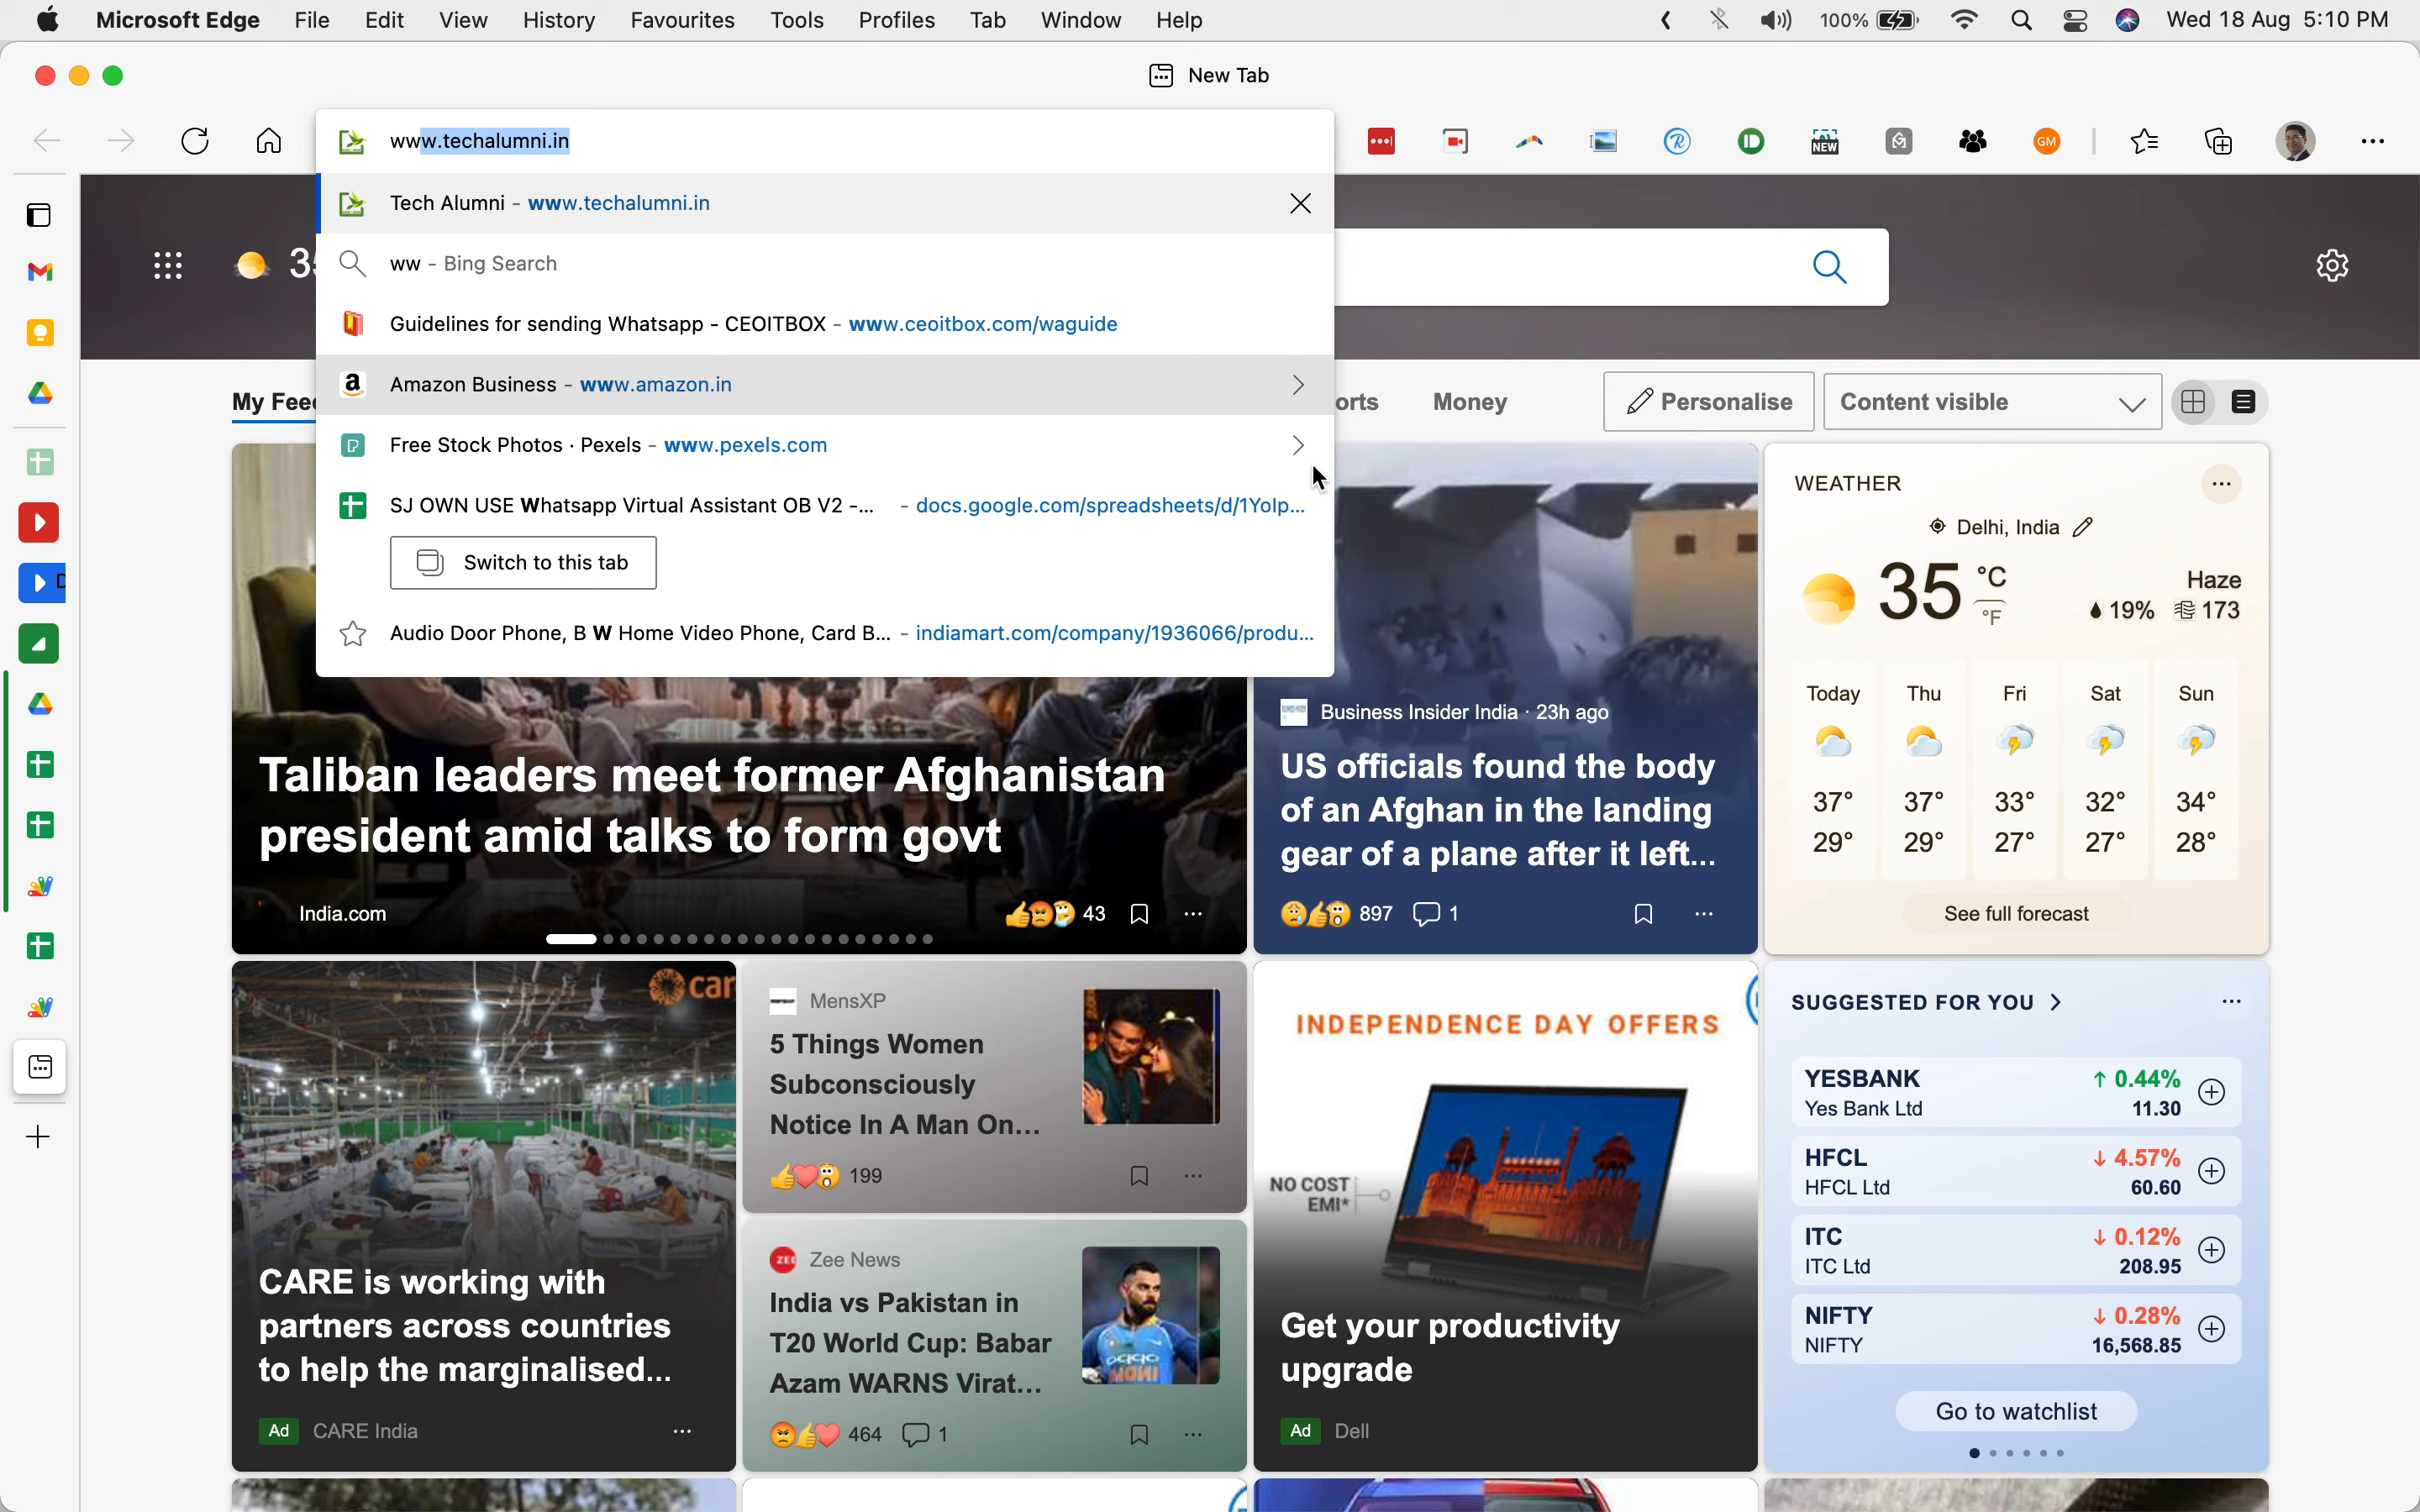 Microsoft Edge File Edit View History Favourites Tools Profiles Tab Window Help 100% Wed 18 Aug 5:10 PM
New Tab
www.techalumni.in
NEW
GM
Tech Alumni - www.techalumni.in
ww - Bing Search
Guidelines for sending Whatsapp - CEOITBOX - www.ceoitbox.com/waguide
Amazon Business - www.amazon.in
Free Stock Photos · Pexels - www.pexels.com
SJ OWN USE Whatsapp Virtual Assistant OB V2 -... - docs.google.com/spreadsheets/d/1Yolp...
Switch to this tab
Audio Door Phone, B W Home Video Phone, Card B... - indiamart.com/company/1936066/produ...
My Fee
orts
Money
Personalise
Content visible
Taliban leaders meet former Afghanistan
president amid talks to form govt
India.com
43
Business Insider India · 23h ago
US officials found the body
of an Afghan in the landing
gear of a plane after it left...
897
1
WEATHER
Delhi, India
35 °C
°F
Haze
19% 173
Today Thu Fri Sat Sun
37° 37° 33° 32° 34°
29° 29° 27° 27° 28°
See full forecast
car
CARE is working with
partners across countries
to help the marginalised...
Ad CARE India
MensXP
5 Things Women
Subconsciously
Notice In A Man On...
199
ZEE Zee News
India vs Pakistan in
T20 World Cup: Babar
Azam WARNS Virat...
464
1
INDEPENDENCE DAY OFFERS
NO COST
EMI*
Get your productivity
upgrade
Ad Dell
SUGGESTED FOR YOU
YESBANK 0.44%
Yes Bank Ltd 11.30
HFCL 4.57%
HFCL Ltd 60.60
ITC 0.12%
ITC Ltd 208.95
NIFTY 0.28%
NIFTY 16,568.85
Go to watchlist